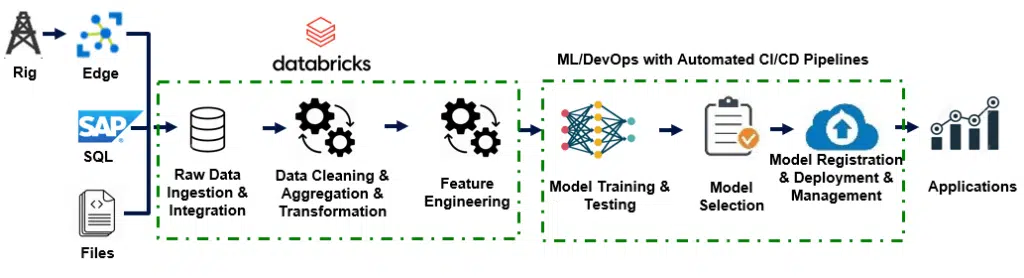 Rig
Edge
SAP
SQL
Files
databricks
Raw Data
Ingestion &
Integration
Data Cleaning &
Aggregation &
Transformation
Feature
Engineering
ML/DevOps with Automated CI/CD Pipelines
Model Training &
Testing
Model
Selection
Model Registration
& Deployment &
Management
Applications